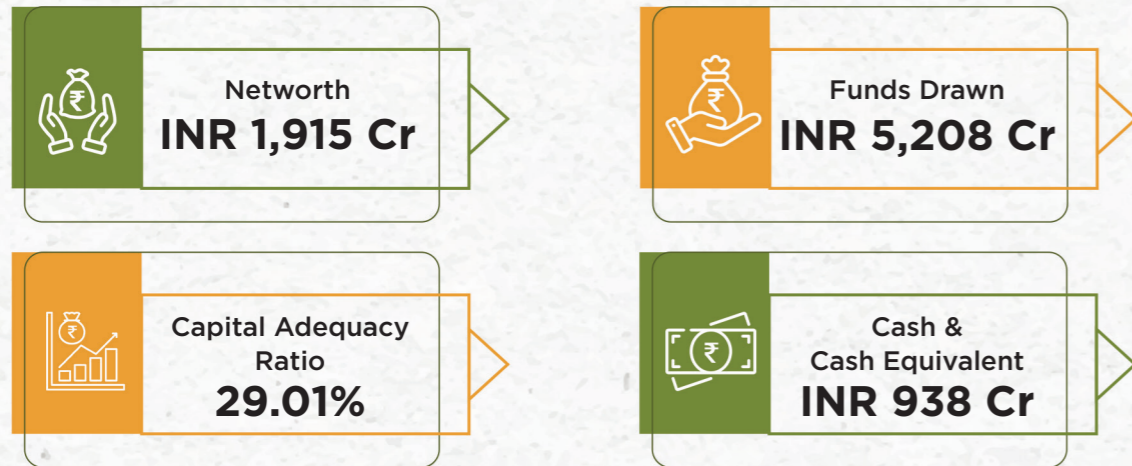 Networth
INR 1,915 Cr
Funds Drawn
INR 5,208 Cr
Capital Adequacy
Ratio
29.01%
Cash &
Cash Equivalent
INR 938 Cr
₹
₹
₹
₹